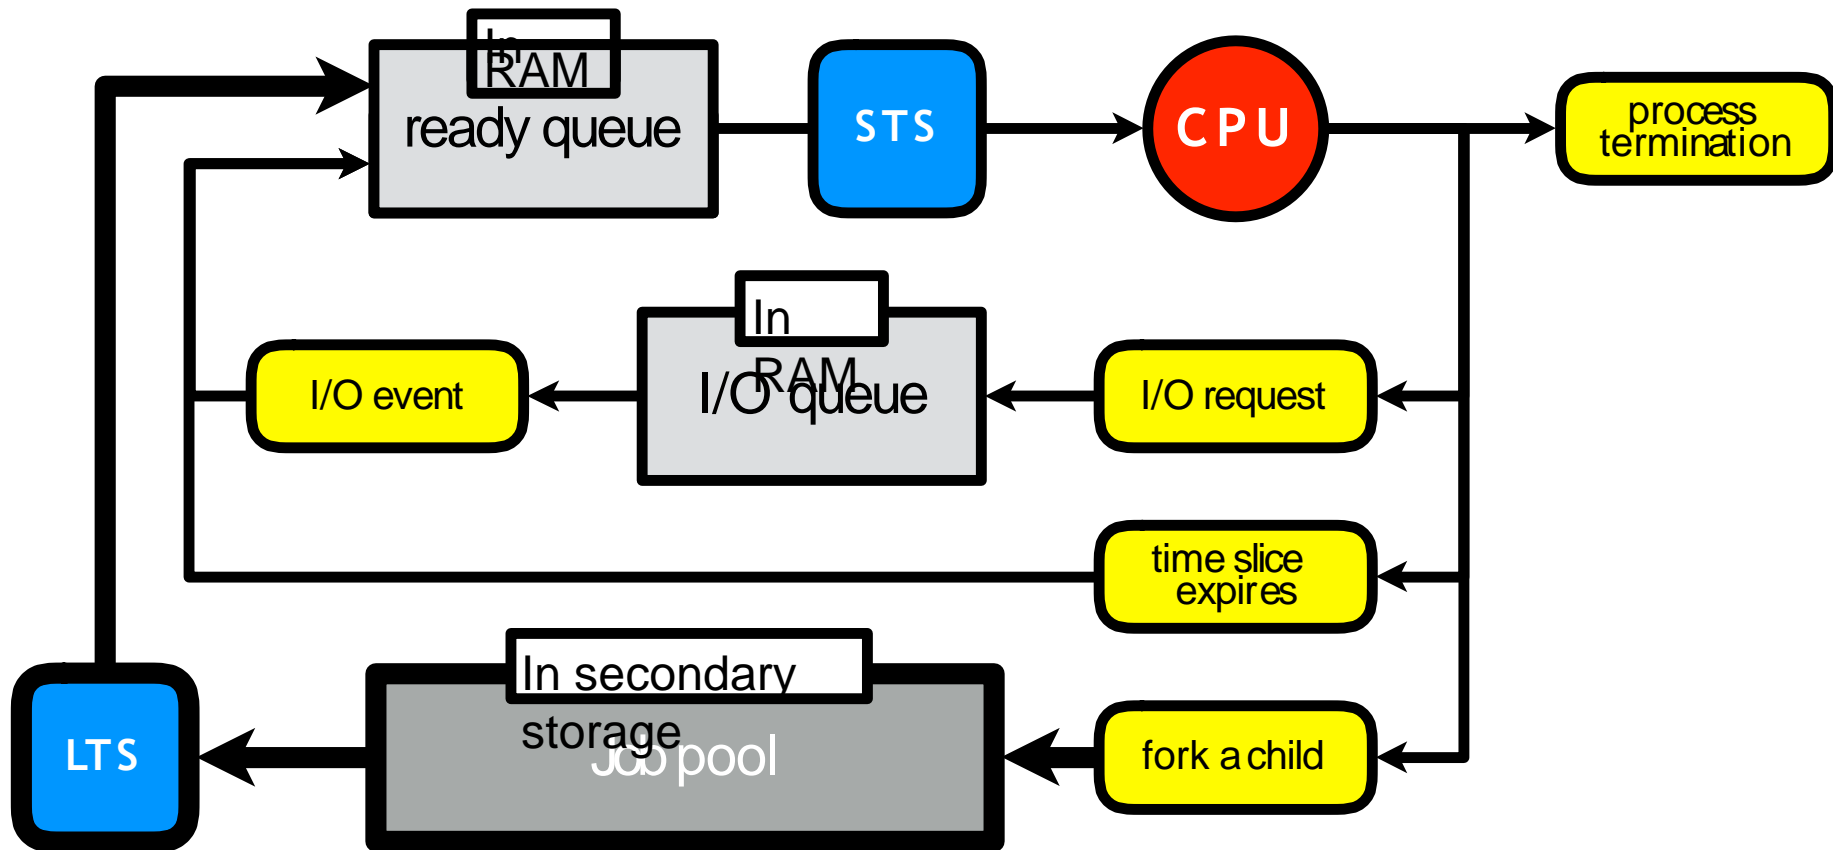 In
RAM
ready queue
STS
CPU
process
termination
In
RAM
I/O event
I/O queue
I/O request
time slice
expires
In secondary
storage
LTS
Job pool
fork a child